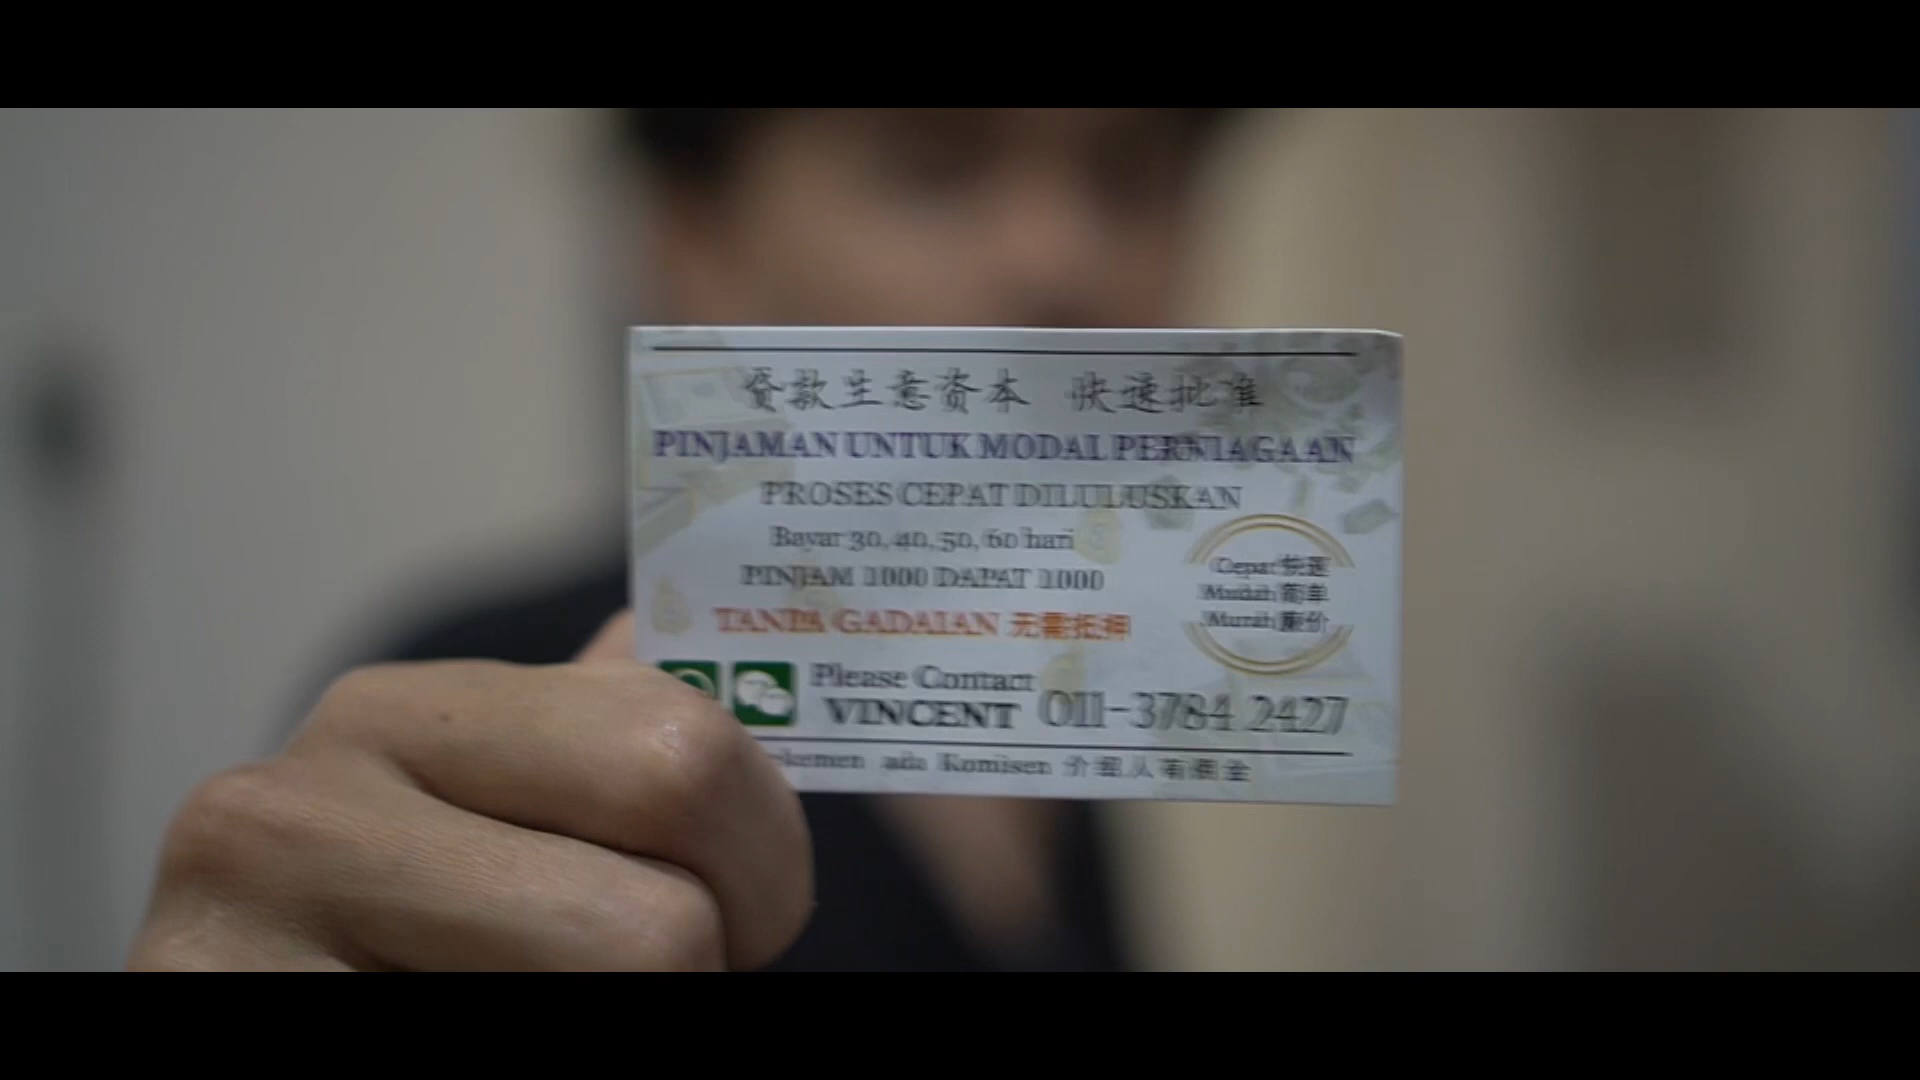 贷款生意资本 快速批准
PINJAMAN UNTUK MODAL PERNIAGAAN
PROSES CEPAT DILULUSKAN
Bayar 30, 40, 50, 60 hari
PINJAM 1000 DAPAT 1000
TANPA GADAIAN 无需抵押
Cepat 快速
Mudah 简单
Murah 廉价
Please Contact
VINCENT 011-3784 2427
ada Komisen 介绍人有佣金